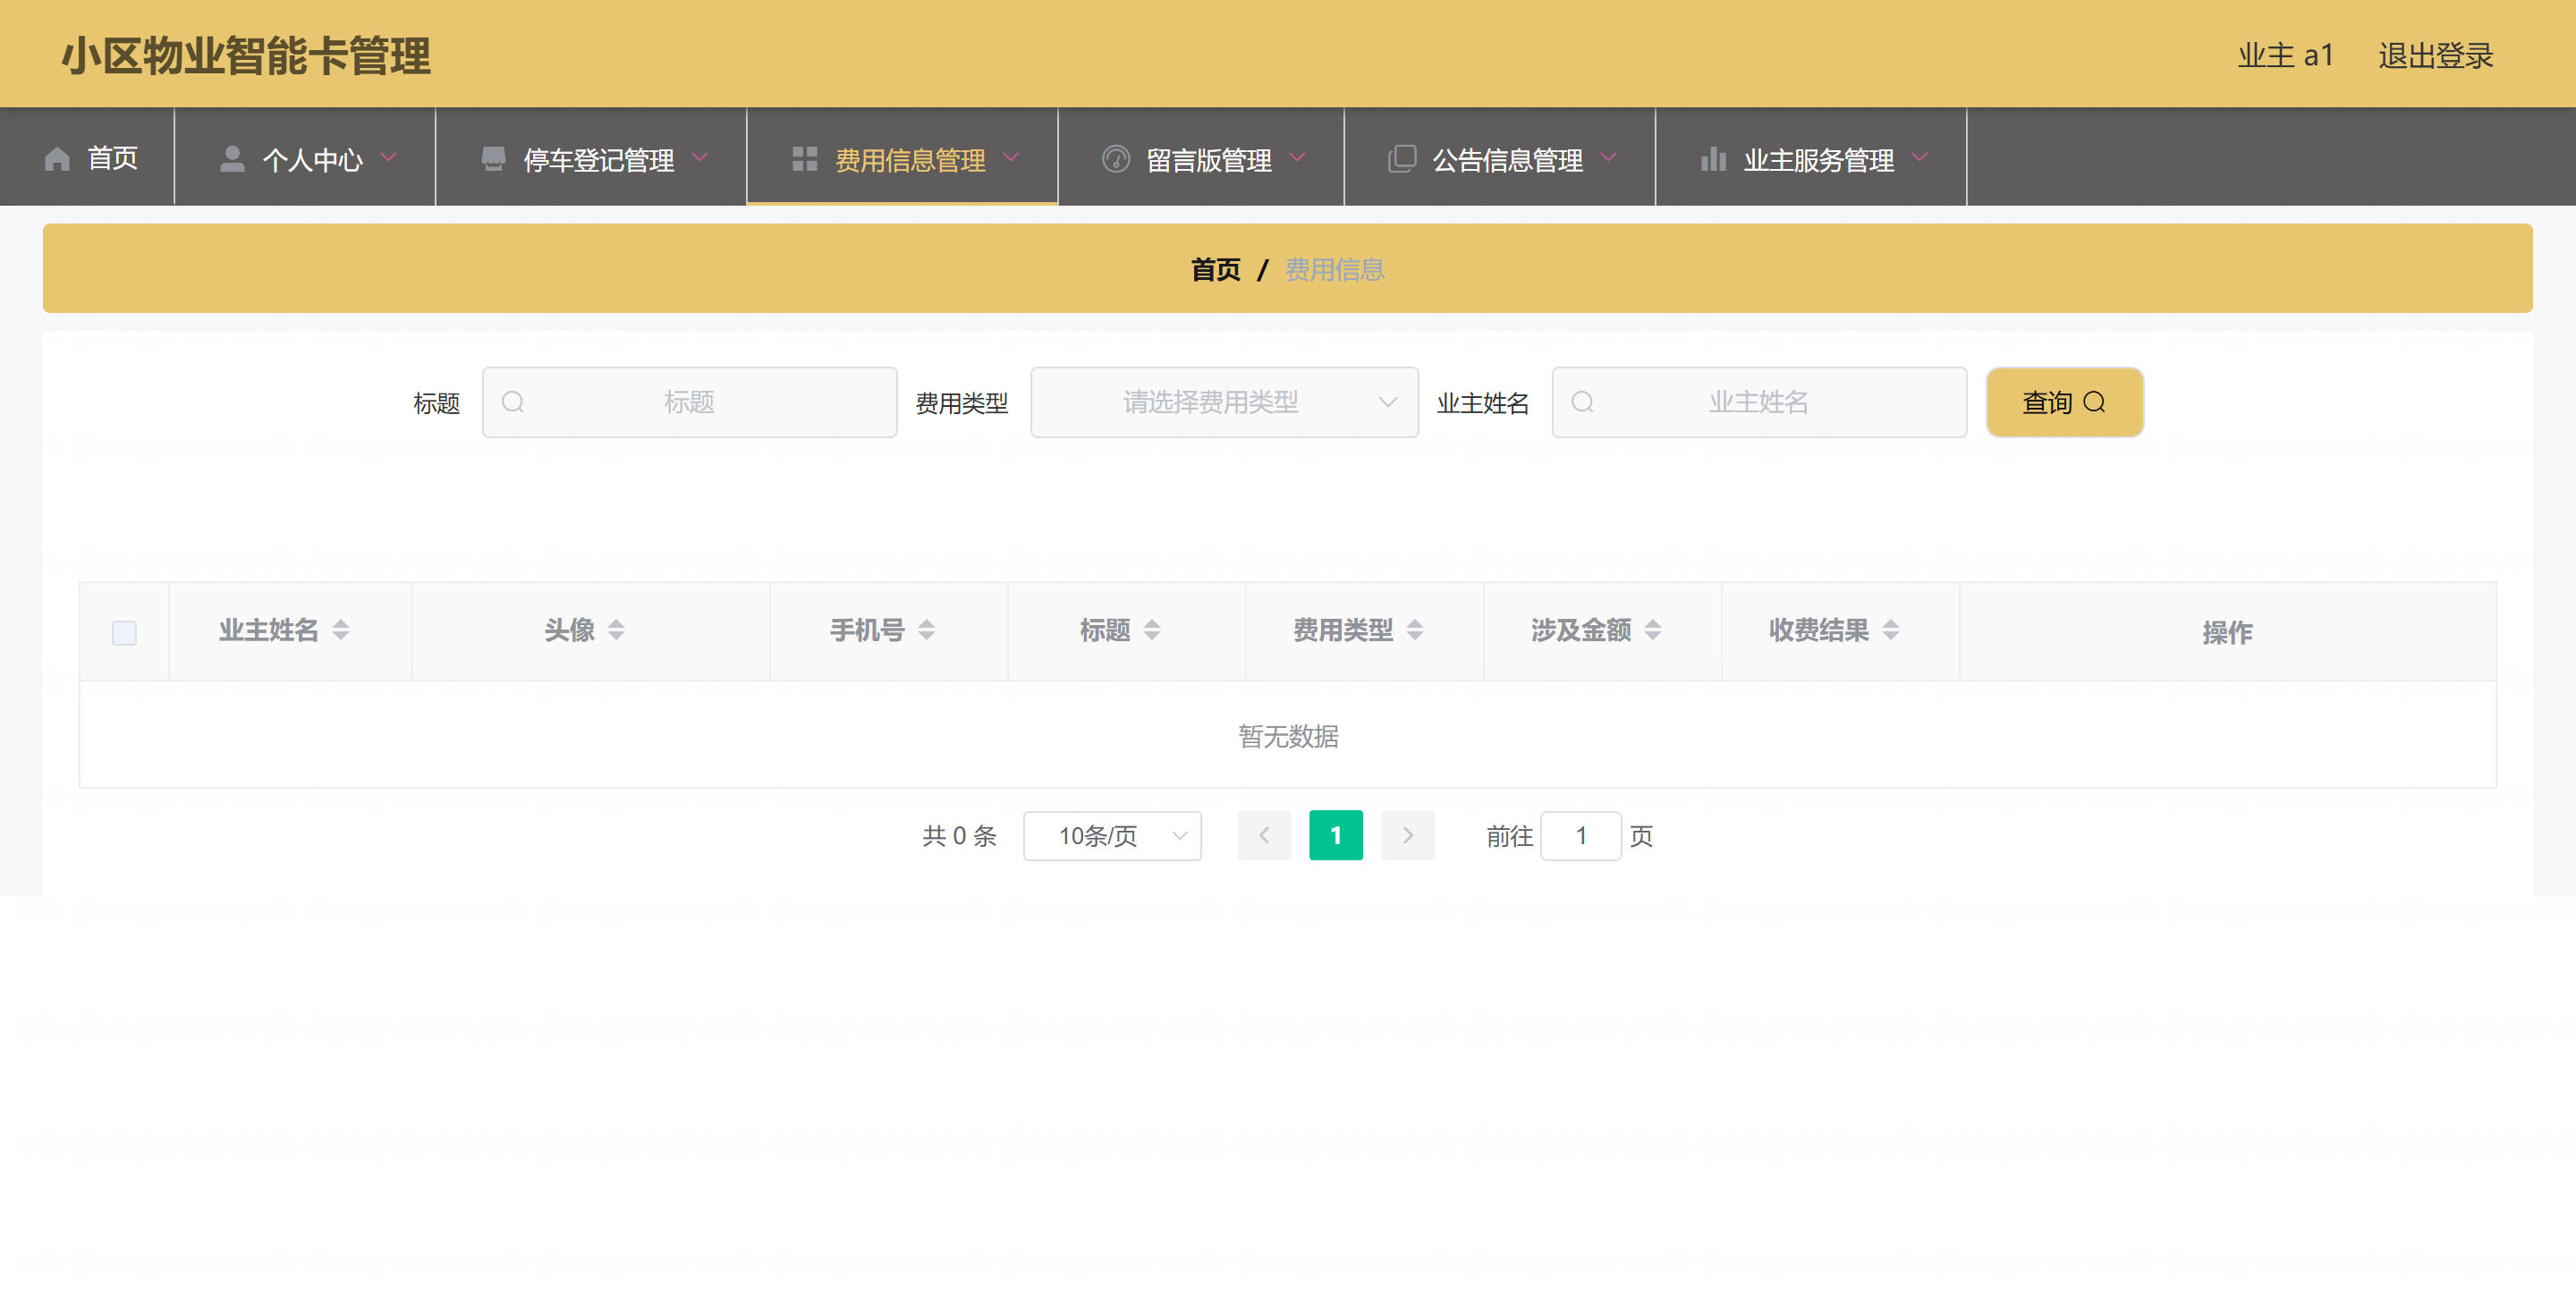 小区物业智能卡管理
业主 a1 退出登录
首页 个人中心 停车登记管理 费用信息管理 留言版管理 公告信息管理 业主服务管理
首页 / 费用信息
标题 标题 费用类型 请选择费用类型 业主姓名 业主姓名 查询
业主姓名 头像 手机号 标题 费用类型 涉及金额 收费结果 操作
暂无数据
共 0 条 10条/页 1 前往 1 页